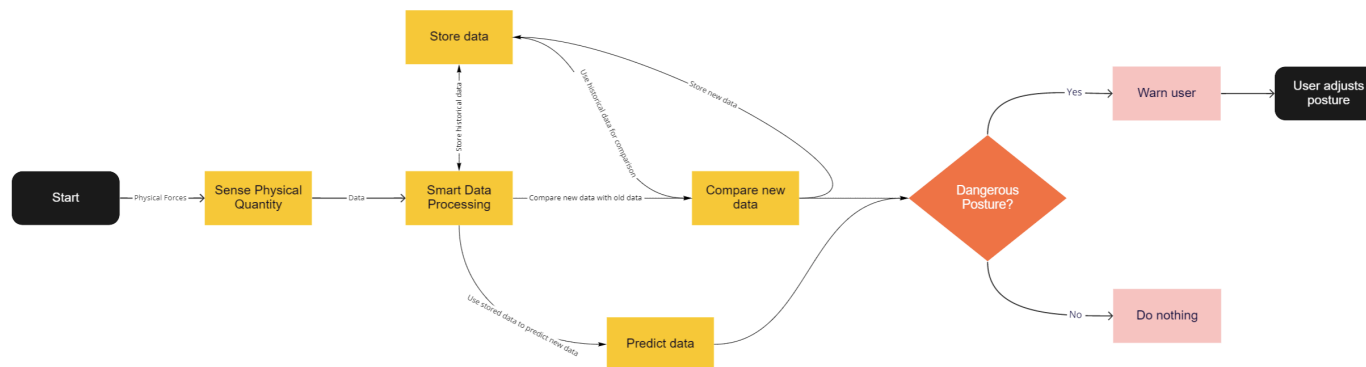 Store data
Store historical data
Use historical data for comparison
Store new data
Start
Physical Forces
Sense Physical
Quantity
Data
Smart Data
Processing
Compare new data with old data
Compare new
data
Dangerous
Posture?
Yes
Warn user
User adjusts
posture
No
Do nothing
Use stored data to predict new data
Predict data